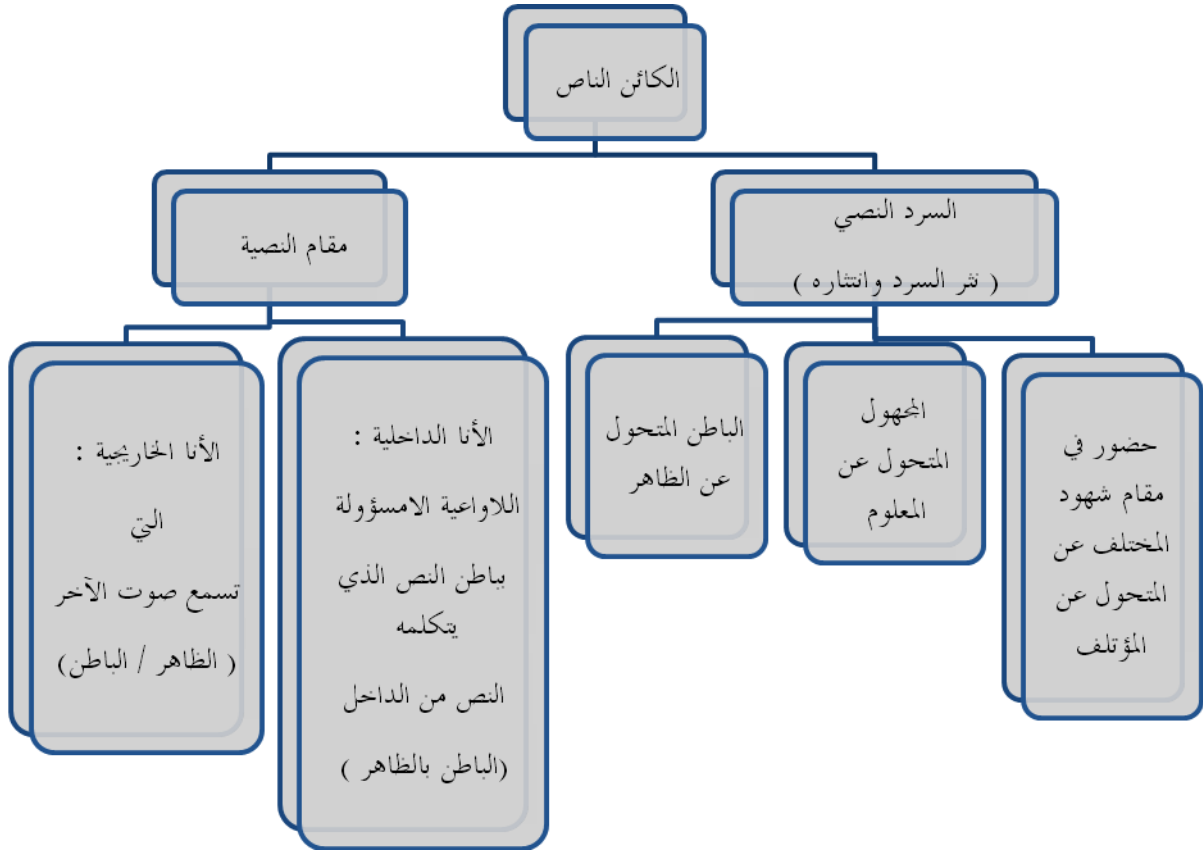 الكائن الناص
السرد النصي
( نثر السرد وانتثاره )
مقام النصية
حضور في
مقام شهود
المختلف عن
المتحول عن
المؤتلف
المجهول
المتحول عن
المعلوم
الباطن المتحول
عن الظاهر
الأنا الداخلية :
اللاواعية الامسؤولة
بباطن النص الذي
يتكلمه
النص من الداخل
(الباطن بالظاهر )
الأنا الخاريجية :
التي
تسمع صوت الآخر
( الظاهر / الباطن)